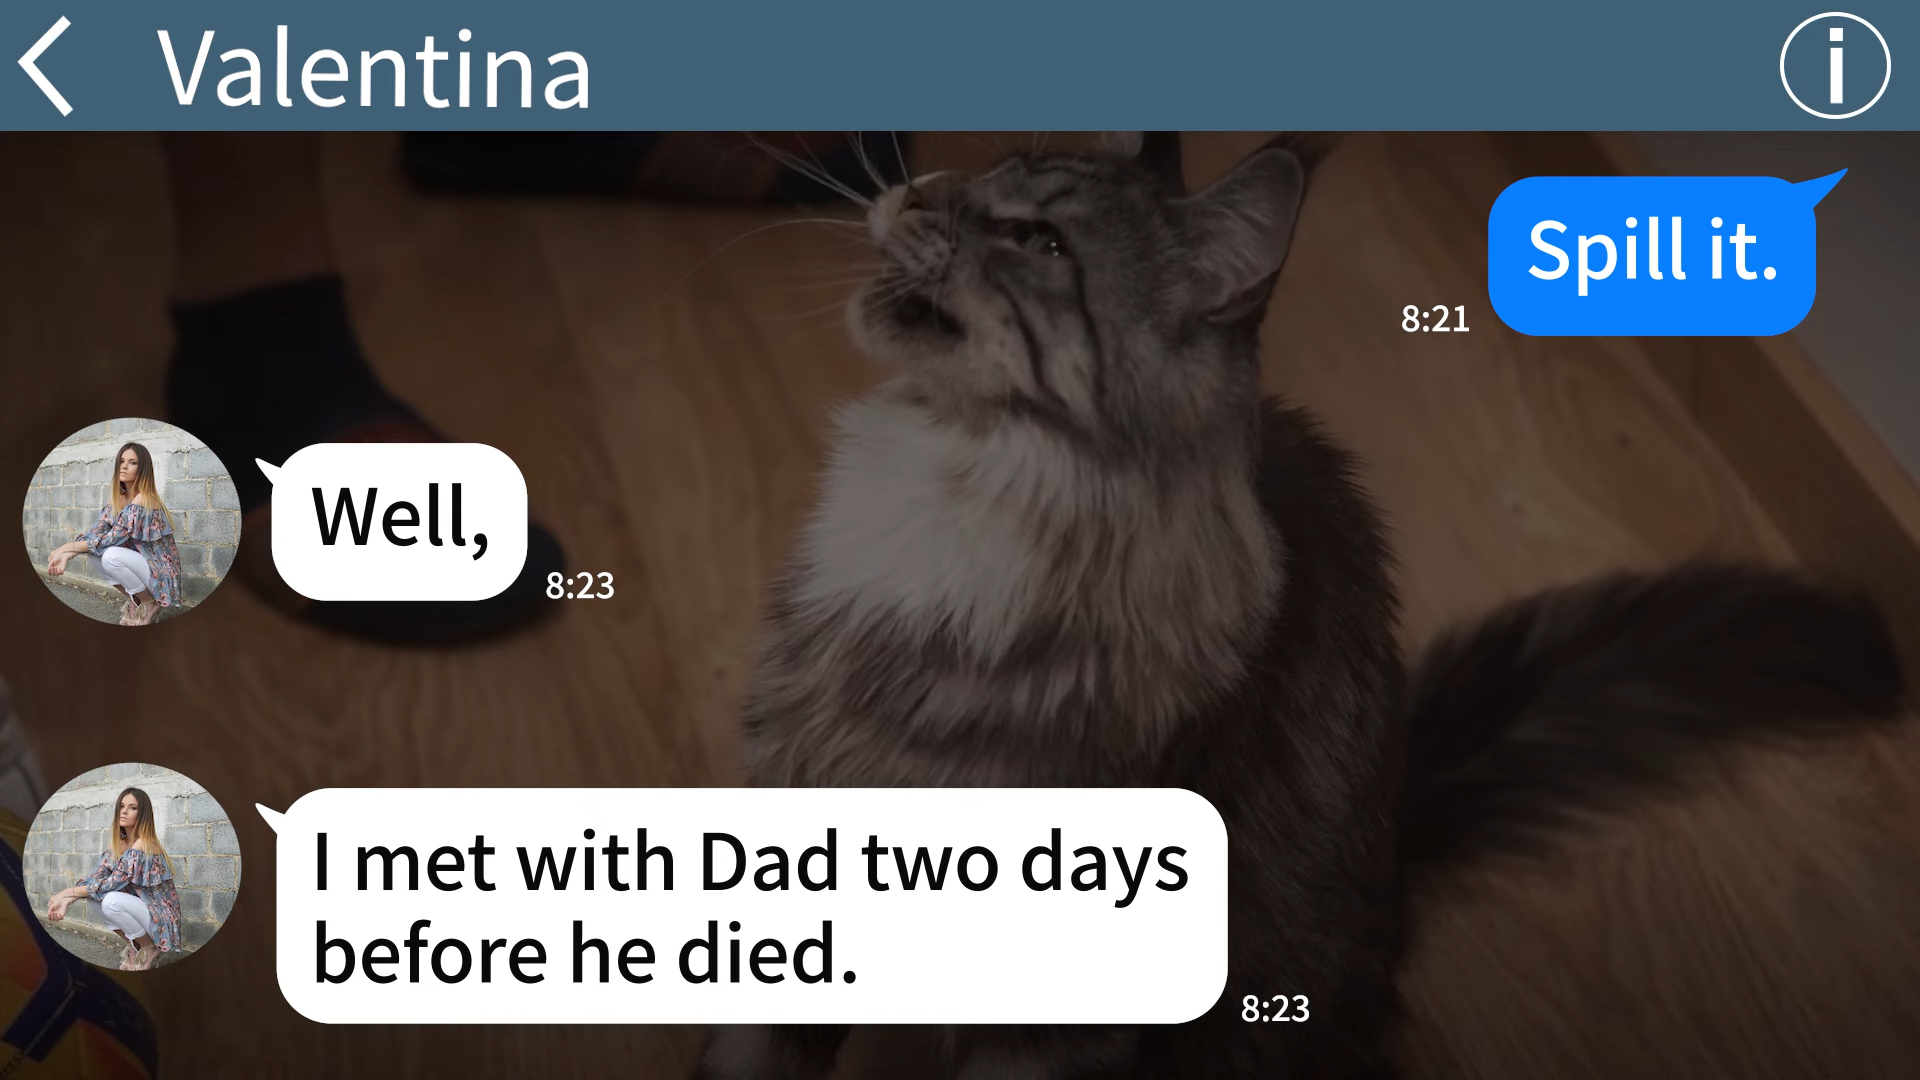 Valentina
i
Spill it.
8:21
Well,
8:23
I met with Dad two days
before he died.
8:23